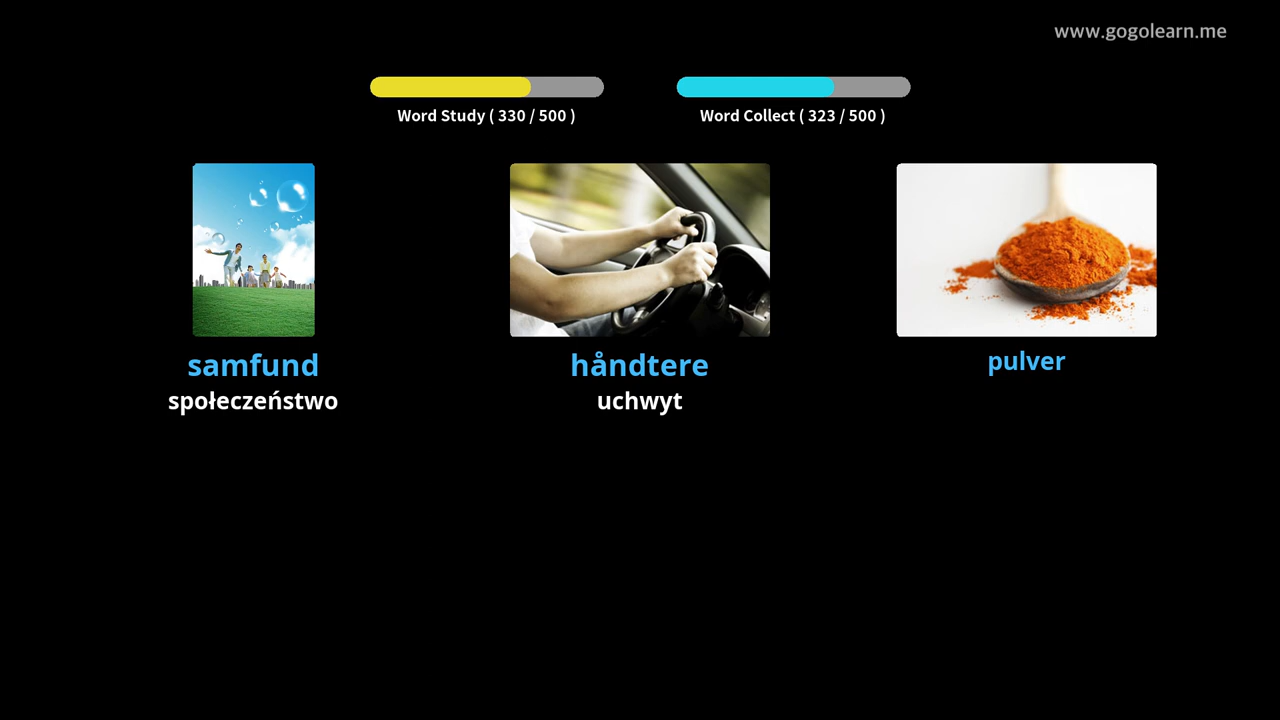 www.gogolearn.me
Word Study ( 330 / 500 )
Word Collect ( 323 / 500 )
samfund
społeczeństwo
håndtere
uchwyt
pulver